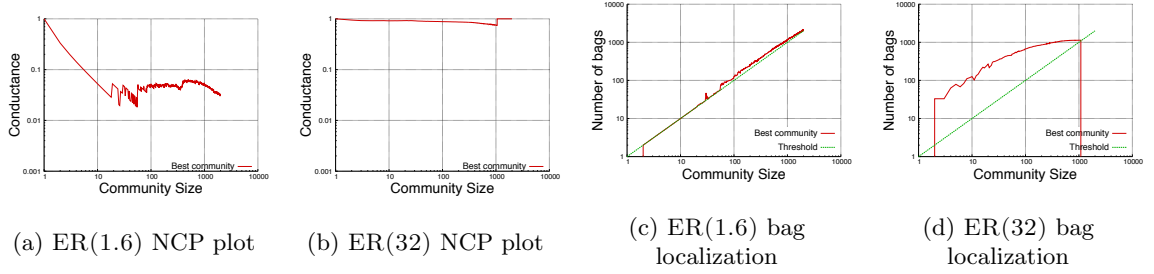 1
0.1
0.01
0.001
1
10
100
1000
10000
Conductance
Community Size
Best community
(a) ER(1.6) NCP plot
1
0.1
0.01
0.001
1
10
100
1000
10000
Conductance
Community Size
Best community
(b) ER(32) NCP plot
10000
1000
100
10
1
1
10
100
1000
10000
Number of bags
Community Size
Best community
Threshold
(c) ER(1.6) bag
localization
10000
1000
100
10
1
1
10
100
1000
10000
Number of bags
Community Size
Best community
Threshold
(d) ER(32) bag
localization